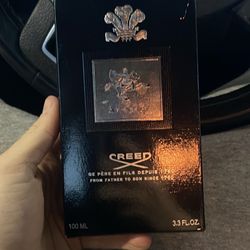 CREED
DE PÈRE EN FILS DEPUIS 1760
FROM FATHER TO SON SINCE 1760
100 ML
3.3 FL.OZ